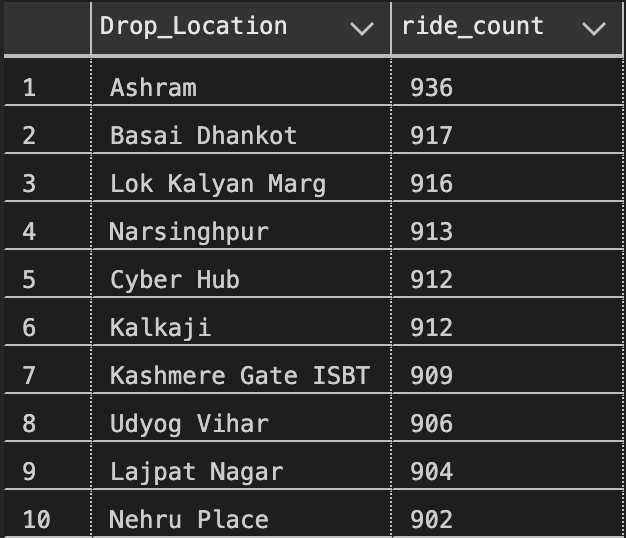 Drop_Location ride_count
1 Ashram 936
2 Basai Dhankot 917
3 Lok Kalyan Marg 916
4 Narsinghpur 913
5 Cyber Hub 912
6 Kalkaji 912
7 Kashmere Gate ISBT 909
8 Udyog Vihar 906
9 Lajpat Nagar 904
10 Nehru Place 902